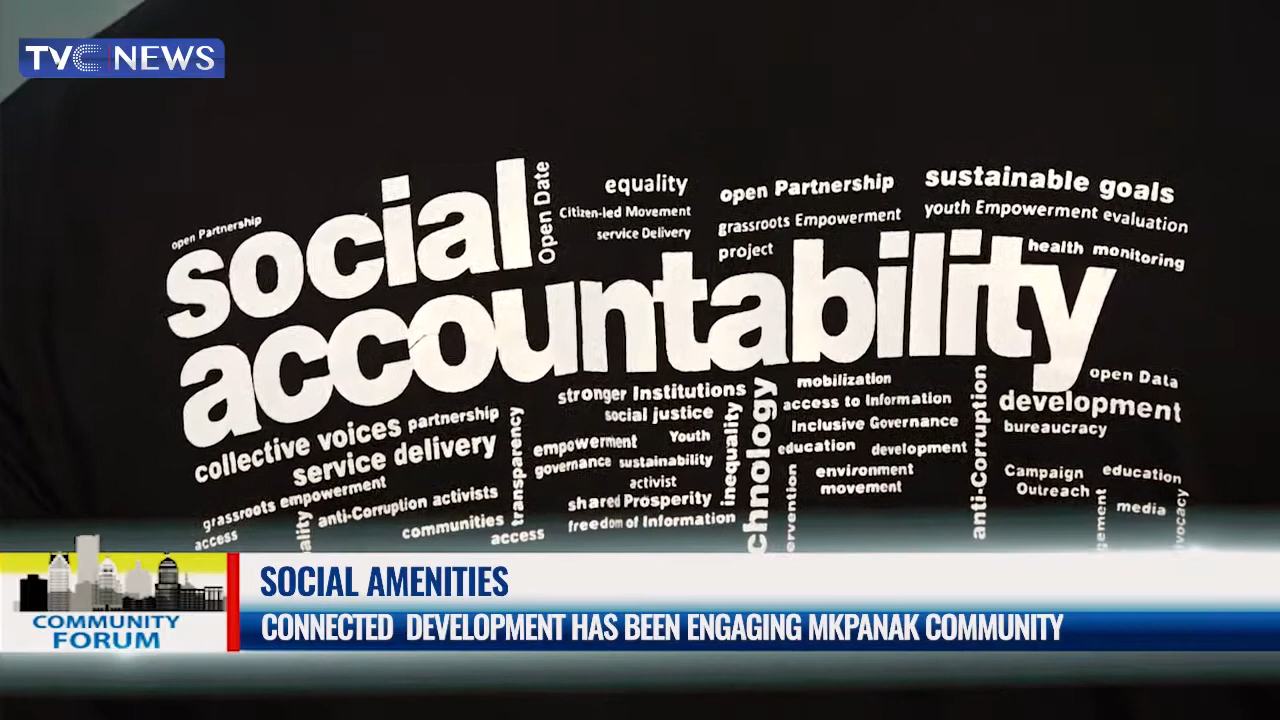 TVC NEWS
open Partnership
social
Open Date
equality
Citizen-led Movement
service Delivery
open Partnership
grassroots Empowerment
project
sustainable goals
youth Empowerment evaluation
health monitoring
accountability
collective voices partnership
service delivery
grassroots empowerment
anti-Corruption activists
communities
access
access
transparency
stronger Institutions
social justice
empowerment Youth
governance sustainability
activist
shared Prosperity
freedom of Information
inequality
mobilization
access to Information
Inclusive Governance
education development
environment
movement
anti-Corruption
open Data
development
bureaucracy
Campaign education
Outreach media
COMMUNITY
FORUM
SOCIAL AMENITIES
CONNECTED DEVELOPMENT HAS BEEN ENGAGING MKPANAK COMMUNITY